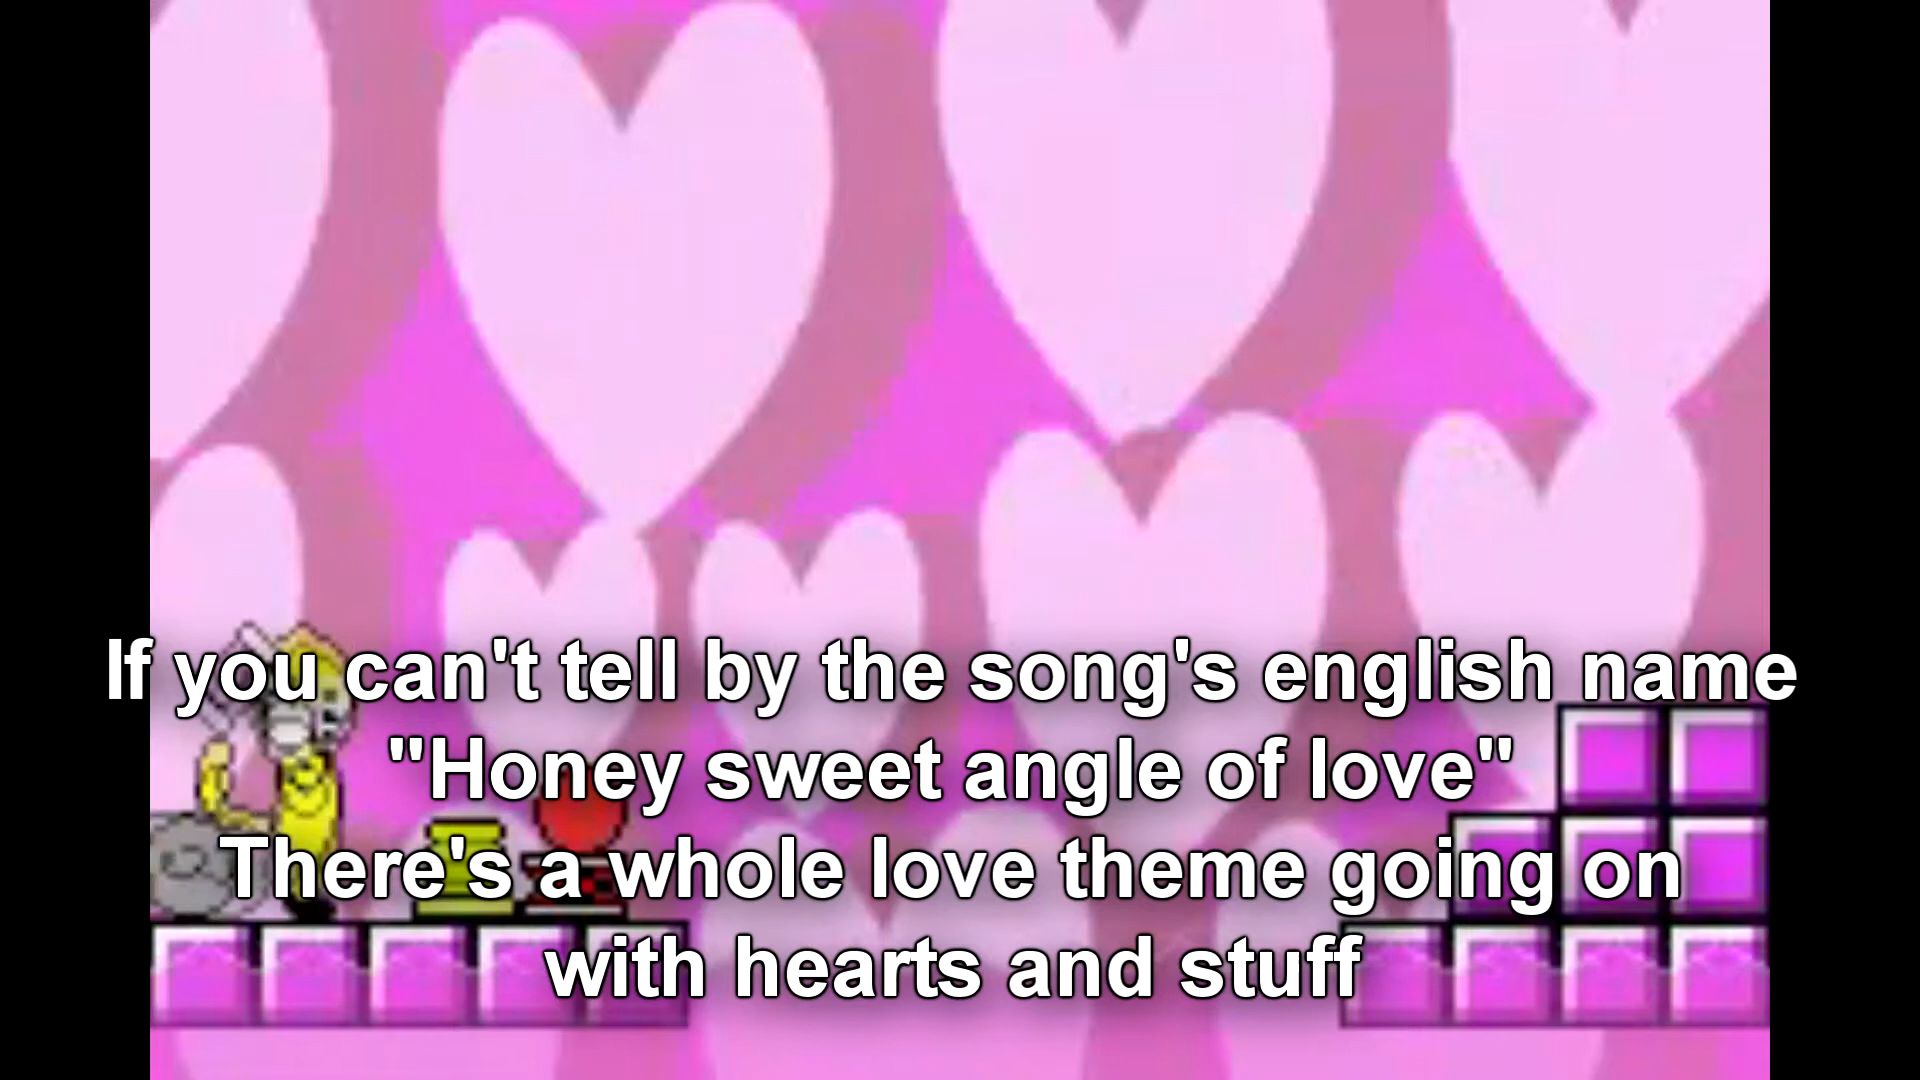 If you can't tell by the song's english name
"Honey sweet angle of love"
There's a whole love theme going on
with hearts and stuff